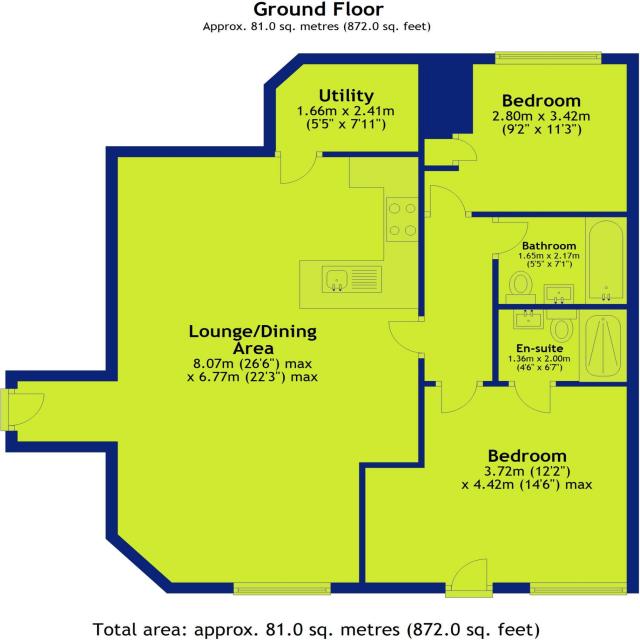 Ground Floor
Approx. 81.0 sq. metres (872.0 sq. feet)
Utility
1.66m x 2.41m
(5'5" x 7'11")
Bedroom
2.80m x 3.42m
(9'2" x 11'3")
Bathroom
1.65m x 2.17m
(5'5" x 7'1")
Lounge/Dining
Area
8.07m (26'6") max
x 6.77m (22'3") max
En-suite
1.36m x 2.00m
(4'6" x 6'7")
Bedroom
3.72m (12'2")
x 4.42m (14'6") max
Total area: approx. 81.0 sq. metres (872.0 sq. feet)